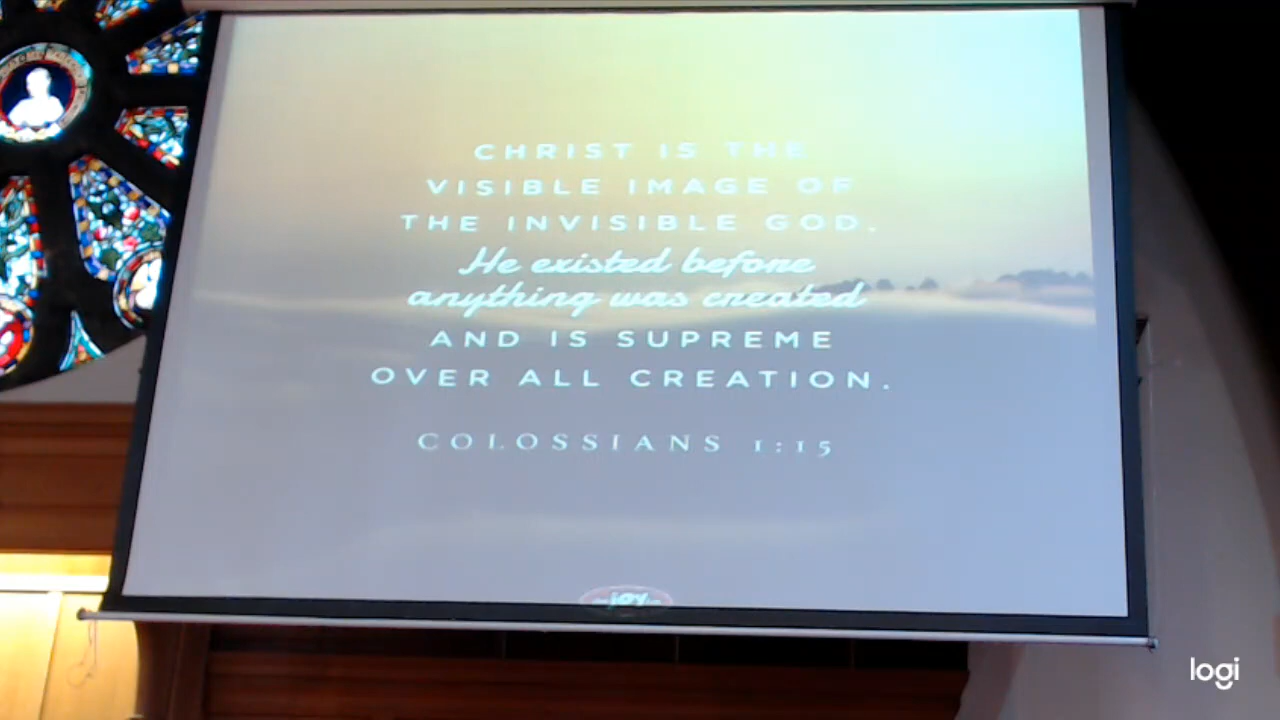 CHRIST IS THE
VISIBLE IMAGE OF
THE INVISIBLE GOD.
He existed before
anything was created
AND IS SUPREME
OVER ALL CREATION.
COLOSSIANS 1:15
joy
logi